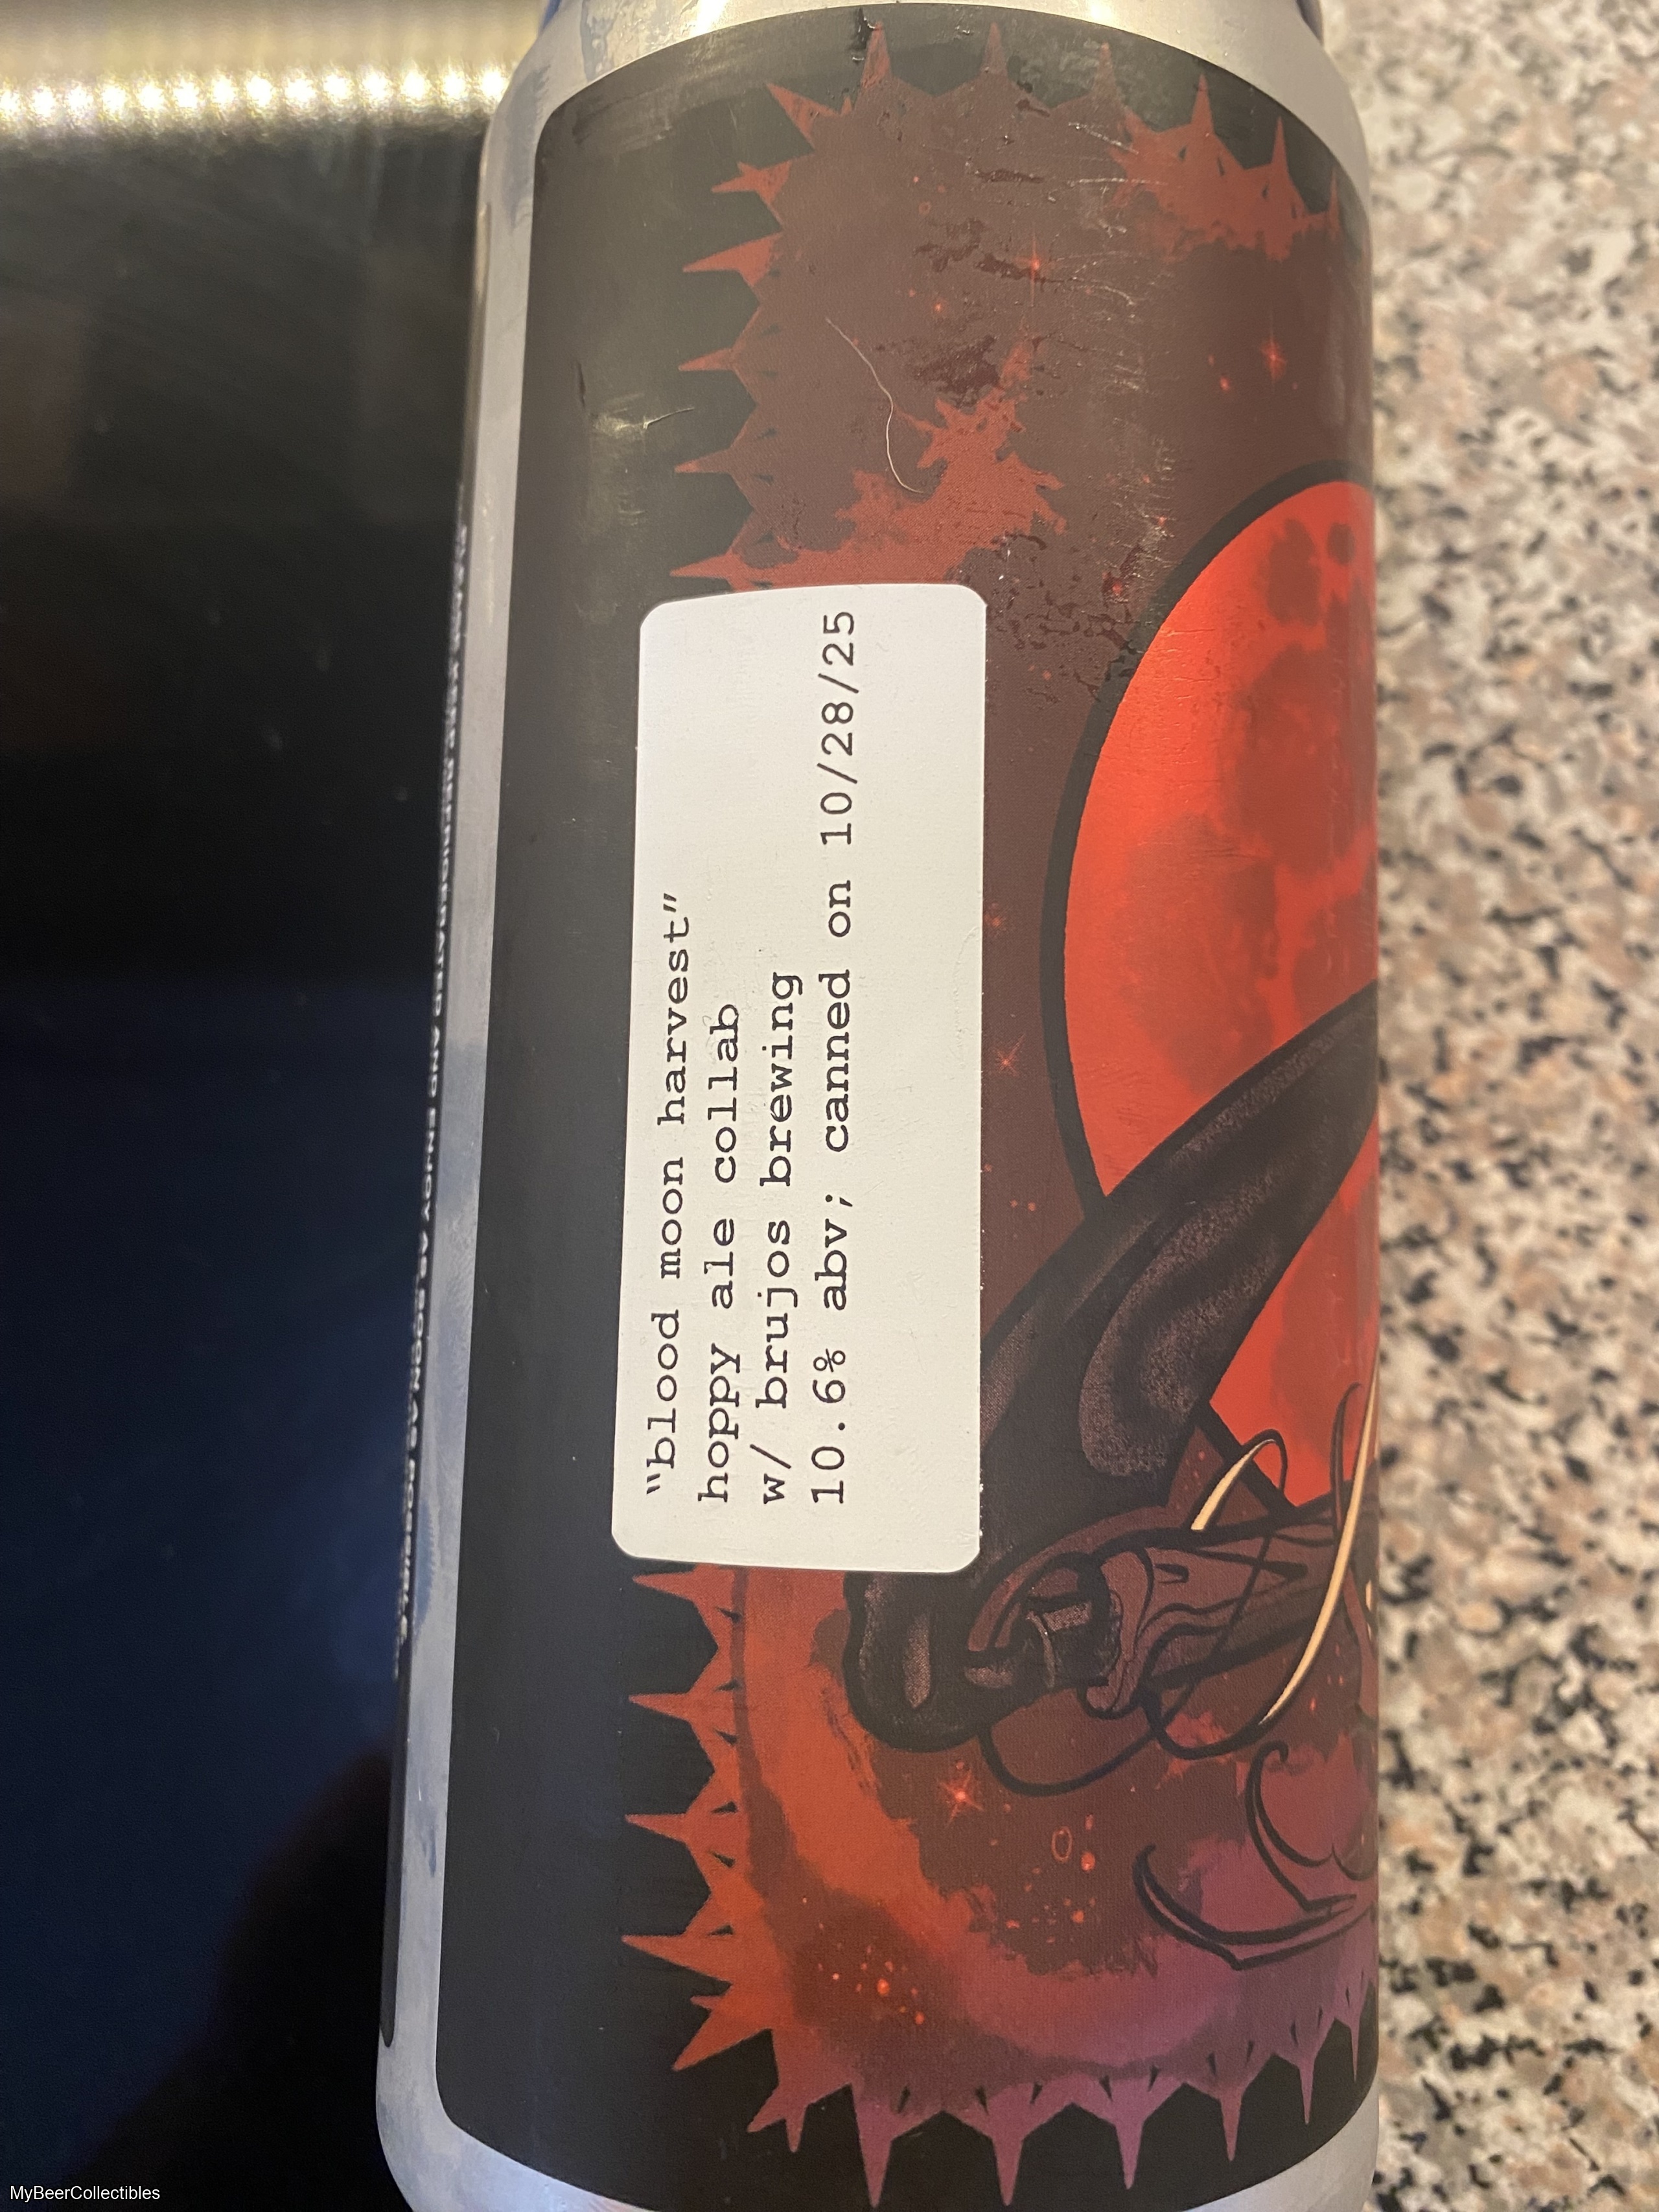 "blood moon harvest"
hoppy ale collab
w/ brujos brewing
10.6% abv; canned on 10/28/25
MyBeerCollectibles